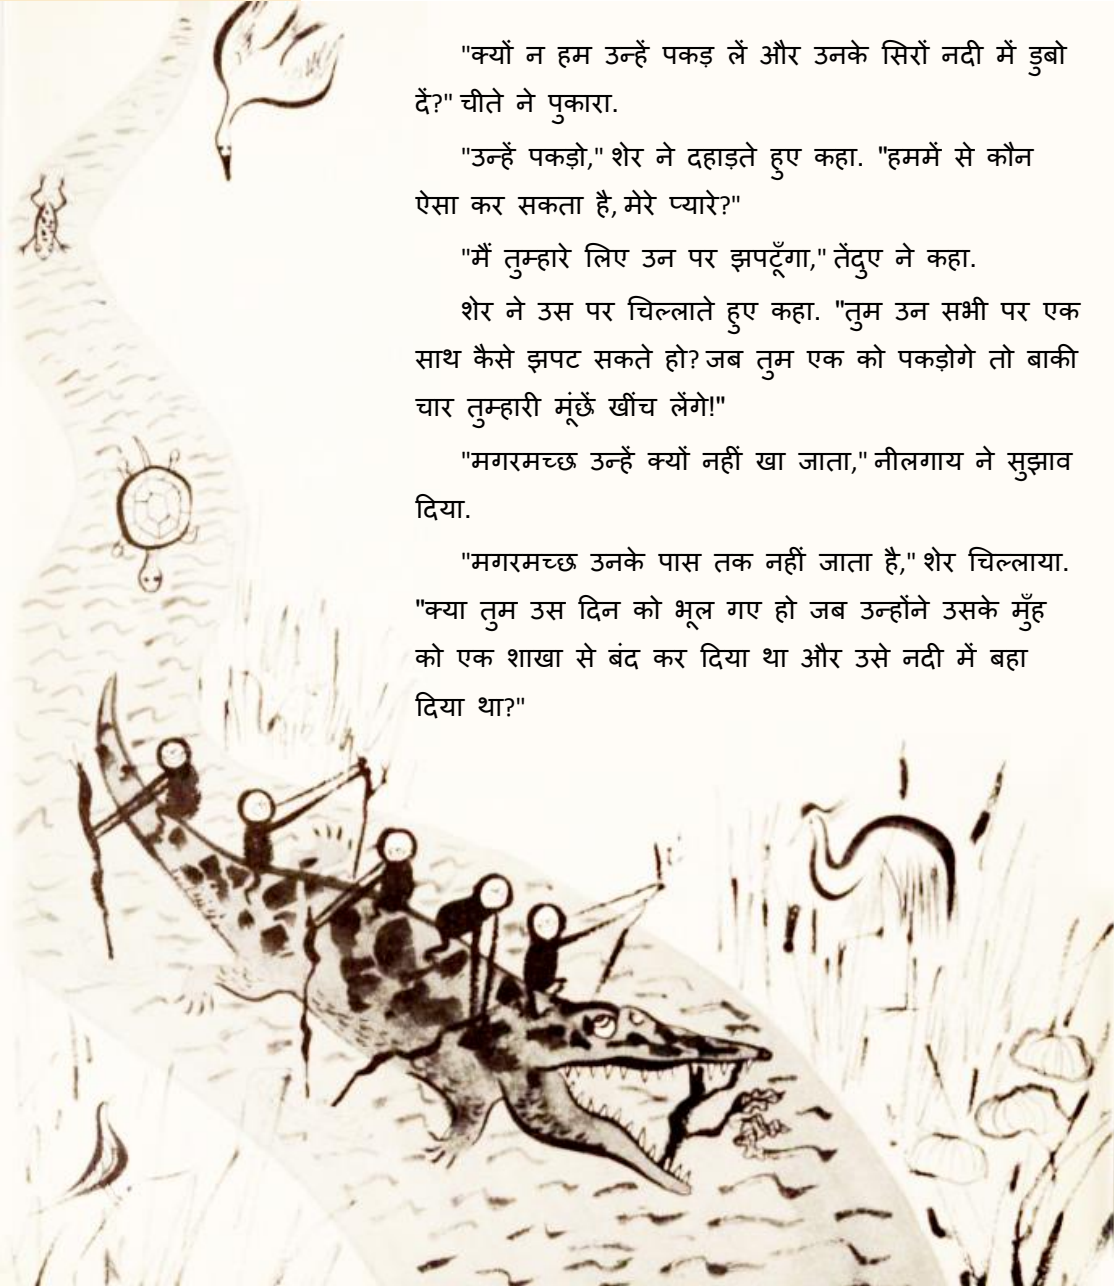 "क्यों न हम उन्हें पकड़ लें और उनके सिरों नदी में डुबो
दें?" चीते ने पुकारा.
"उन्हें पकड़ो," शेर ने दहाड़ते हुए कहा. "हममें से कौन
ऐसा कर सकता है, मेरे प्यारे?"
"मैं तुम्हारे लिए उन पर झपटूँगा," तेंदुए ने कहा.
शेर ने उस पर चिल्लाते हुए कहा. "तुम उन सभी पर एक
साथ कैसे झपट सकते हो? जब तुम एक को पकड़ोगे तो बाकी
चार तुम्हारी मूंछें खींच लेंगे!"
"मगरमच्छ उन्हें क्यों नहीं खा जाता," नीलगाय ने सुझाव
दिया.
"मगरमच्छ उनके पास तक नहीं जाता है," शेर चिल्लाया.
"क्या तुम उस दिन को भूल गए हो जब उन्होंने उसके मुँह
को एक शाखा से बंद कर दिया था और उसे नदी में बहा
दिया था?"